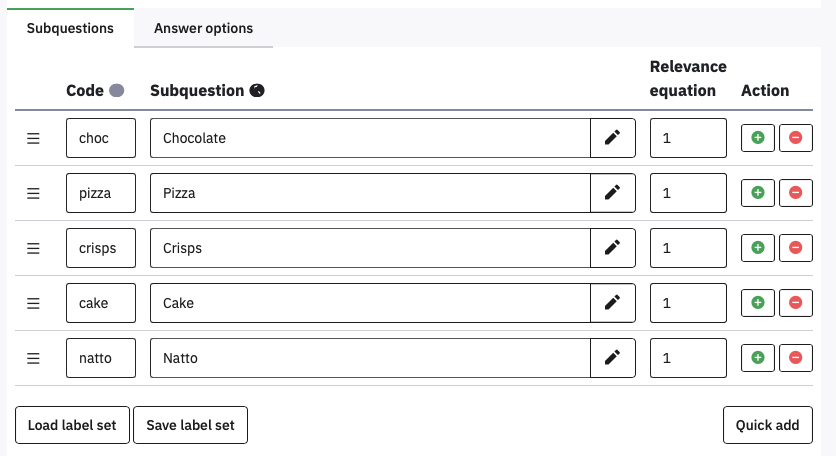 Subquestions Answer options
Code Subquestion Relevance equation Action
choc Chocolate 1
pizza Pizza 1
crisps Crisps 1
cake Cake 1
natto Natto 1
Load label set Save label set Quick add